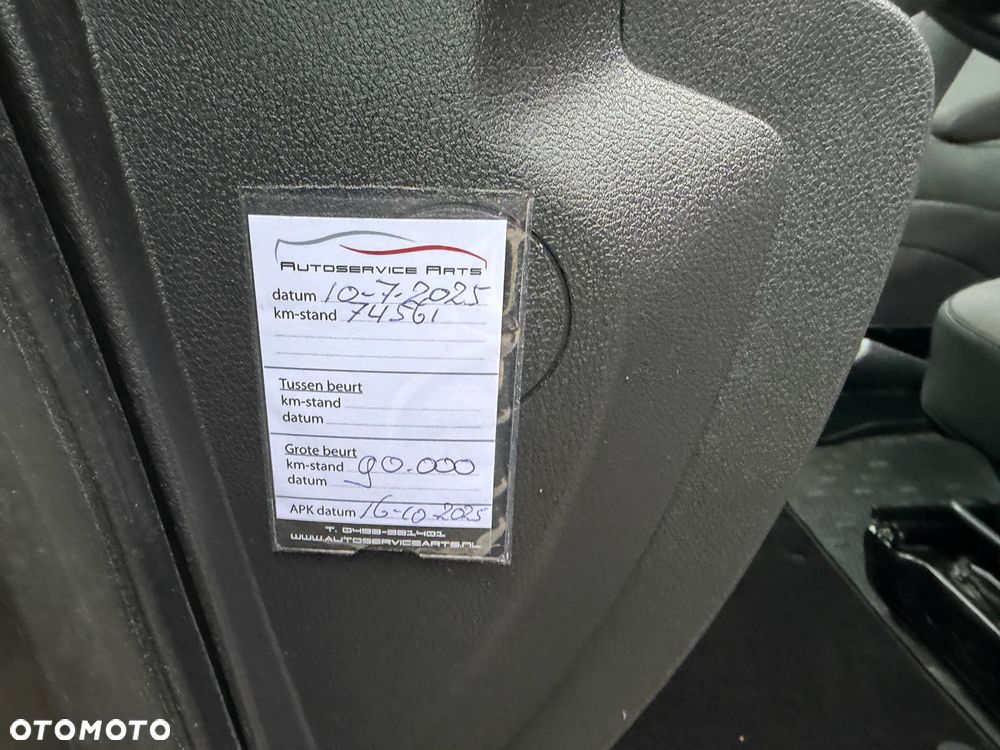 AUTOSERVICE ARTS
datum 10-7-2025
km-stand 74561
Tussen beurt
km-stand
datum
Grote beurt
km-stand 90.000
datum
APK datum 16-10-2025
T. 0493-381401
WWW.AUTOSERVICEARTS.NL
OTOMOTO